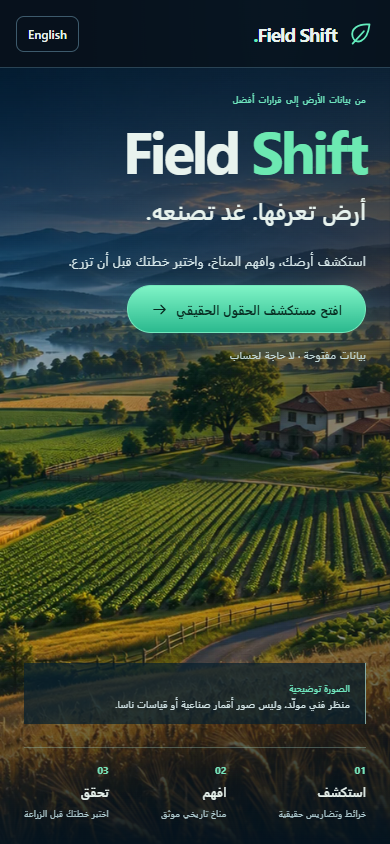 Field Shift.
English
من بيانات الأرض إلى قرارات أفضل
Field Shift
أرض تعرفها. غد تصنعه.
استكشف أرضك، وافهم المناخ، واختبر خطتك قبل أن تزرع.
افتح مستكشف الحقول الحقيقي →
بيانات مفتوحة · لا حاجة لحساب
الصورة توضيحية
منظر فني مولّد، وليس صور أقمار صناعية أو قياسات ناسا.
01
استكشف
خرائط وتضاريس حقيقية
02
افهم
مناخ تاريخي موثق
03
تحقق
اختبر خطتك قبل الزراعة